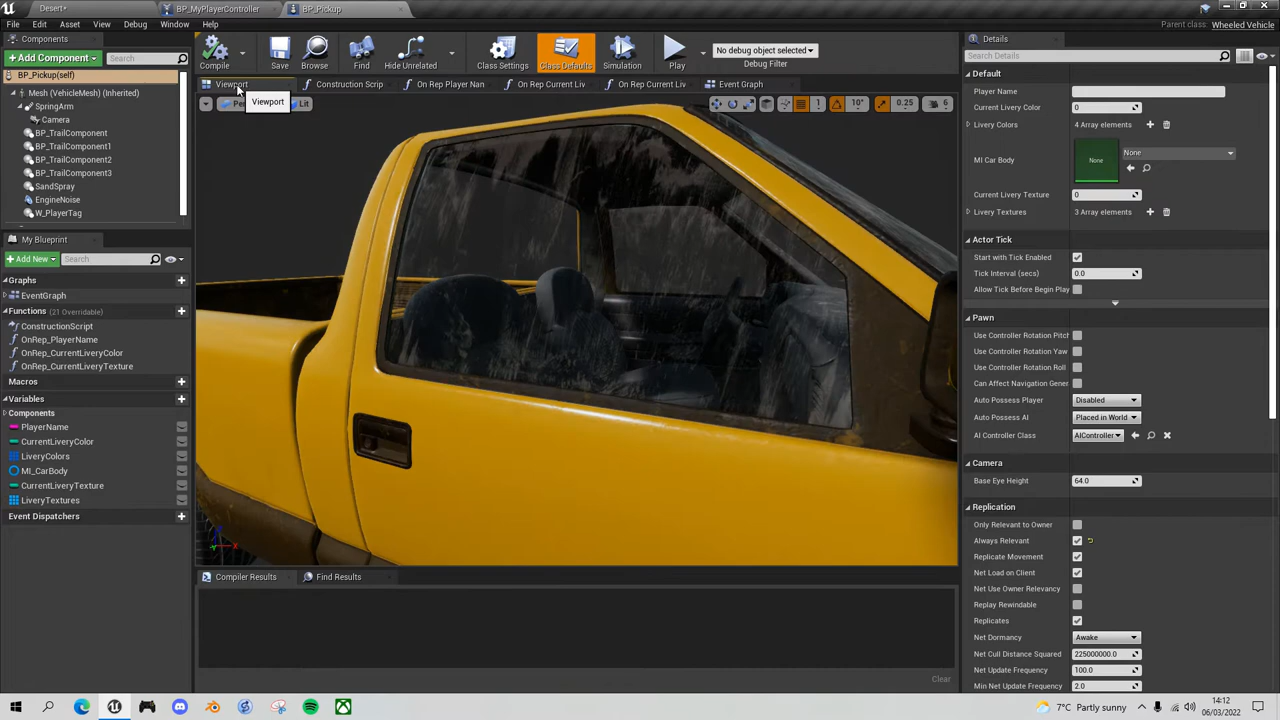 Desert*
BP_MyPlayerController
BP_Pickup
File
Edit
Asset
View
Debug
Window
Help
Parent class:
Wheeled Vehicle
Components
Add Component
Search
BP_Pickup(self)
Mesh (VehicleMesh) (Inherited)
SpringArm
Camera
BP_TrailComponent
BP_TrailComponent1
BP_TrailComponent2
BP_TrailComponent3
SandSpray
EngineNoise
W_PlayerTag
My Blueprint
Add New
Search
Graphs
EventGraph
Functions (21 Overridable)
ConstructionScript
OnRep_PlayerName
OnRep_CurrentLiveryColor
OnRep_CurrentLiveryTexture
Macros
Variables
Components
PlayerName
CurrentLiveryColor
LiveryColors
MI_CarBody
CurrentLiveryTexture
LiveryTextures
Event Dispatchers
Compile
Save
Browse
Find
Hide Unrelated
Class Settings
Class Defaults
Simulation
Play
No debug object selected
Debug Filter
Viewport
Construction Scrip
On Rep Player Nan
On Rep Current Liv
On Rep Current Liv
Event Graph
Viewport
Lit
1
10°
0.25
6
Compiler Results
Find Results
Clear
Details
Search Details
Default
Player Name
Current Livery Color
0
Livery Colors
4 Array elements
MI Car Body
None
None
Current Livery Texture
0
Livery Textures
3 Array elements
Actor Tick
Start with Tick Enabled
Tick Interval (secs)
0.0
Allow Tick Before Begin Play
Pawn
Use Controller Rotation Pitch
Use Controller Rotation Yaw
Use Controller Rotation Roll
Can Affect Navigation Gener
Auto Possess Player
Disabled
Auto Possess AI
Placed in World
AI Controller Class
AIController
Camera
Base Eye Height
64.0
Replication
Only Relevant to Owner
Always Relevant
Replicate Movement
Net Load on Client
Net Use Owner Relevancy
Replay Rewindable
Replicates
Net Dormancy
Awake
Net Cull Distance Squared
225000000.0
Net Update Frequency
100.0
Min Net Update Frequency
2.0
7°C Partly sunny
14:12
06/03/2022